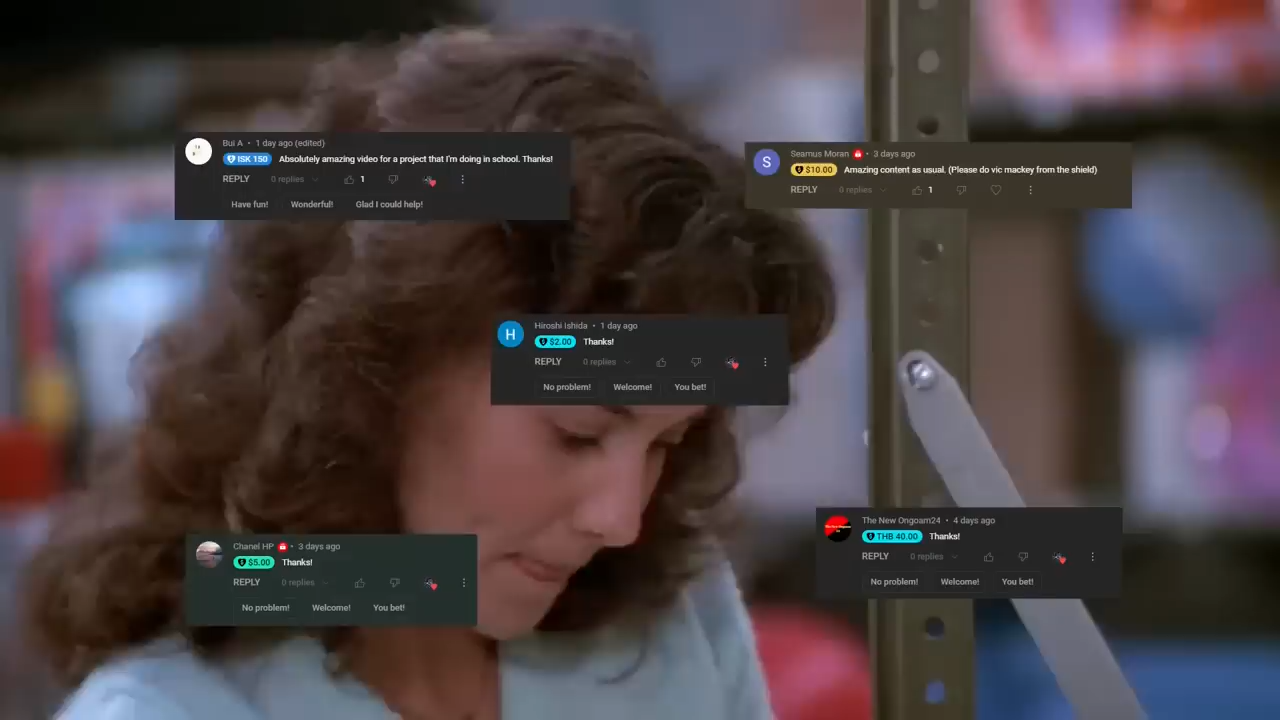 Bui A • 1 day ago (edited)
ISK 150 Absolutely amazing video for a project that I'm doing in school. Thanks!
REPLY 0 replies 1
Have fun! Wonderful! Glad I could help!
S
Seamus Moran • 3 days ago
$10.00 Amazing content as usual. (Please do vic mackey from the shield)
REPLY 0 replies 1
H
Hiroshi Ishida • 1 day ago
$2.00 Thanks!
REPLY 0 replies
No problem! Welcome! You bet!
Chanel HP • 3 days ago
$5.00 Thanks!
REPLY 0 replies
No problem! Welcome! You bet!
The New Ongoam24 • 4 days ago
THB 40.00 Thanks!
REPLY 0 replies
No problem! Welcome! You bet!